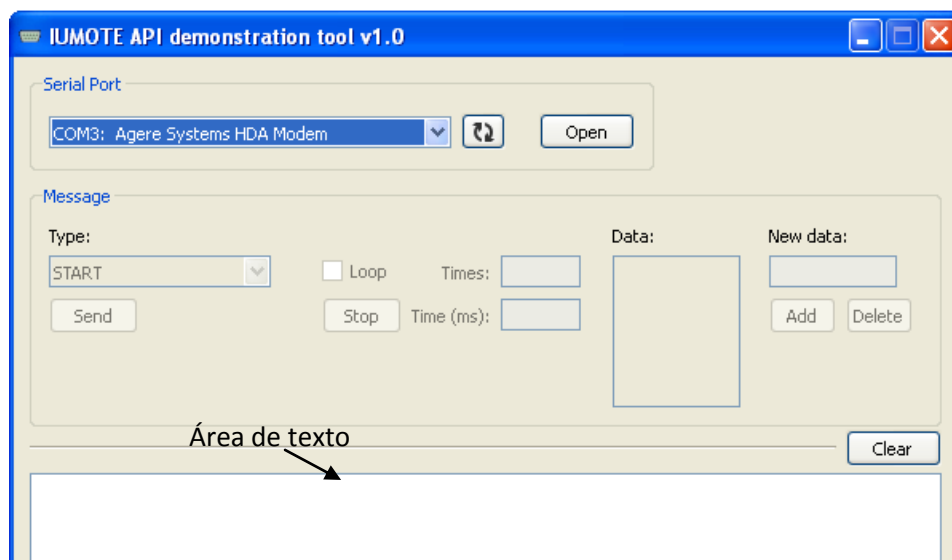 IUMOTE API demonstration tool v1.0
Serial Port
COM3: Agere Systems HDA Modem
Open
Message
Type: Data: New data:
START Loop Times:
Send Stop Time (ms): Add Delete
Área de texto
Clear